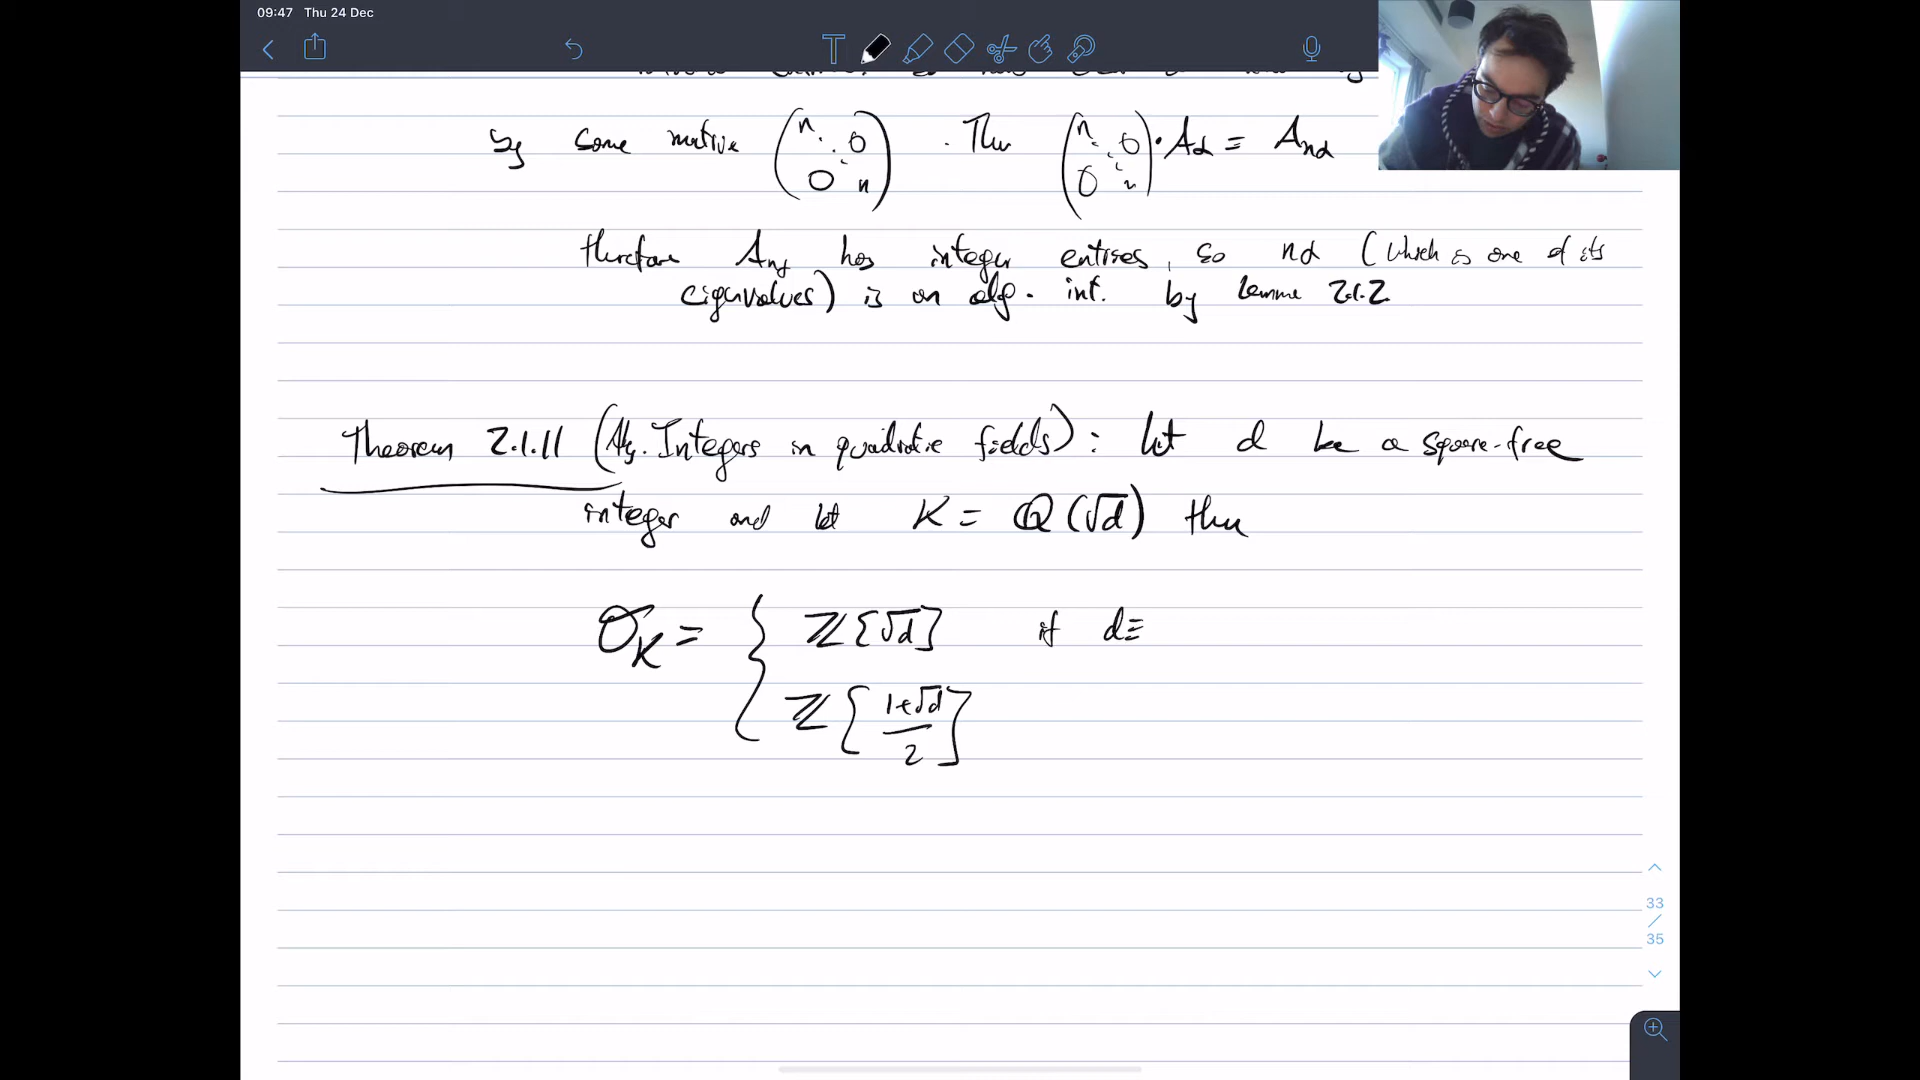 09:47 Thu 24 Dec
T
by some matrix (n 0 0 n) . Then (n 0 0 n) · Aα = Anα
therefore Anα has integer entries, so nα (which is one of its
eigenvalues) is an alg. int. by Lemma 2.1.2
Theorem 2.1.11 (Alg. Integers in quadratic fields): Let d be a square-free
integer and let K = ℚ(√d) then
𝒪K = { ℤ[√d] if d≡
ℤ[(1+√d)/2]
33
/
35